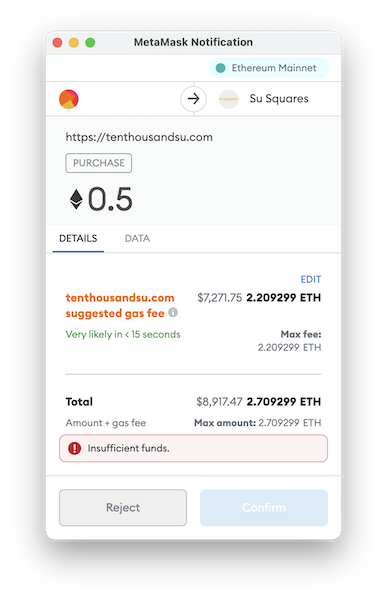 MetaMask Notification
Ethereum Mainnet
Su Squares
https://tenthousandsu.com
PURCHASE
0.5
DETAILS DATA
EDIT
tenthousandsu.com $7,271.75 2.209299 ETH
suggested gas fee
Very likely in < 15 seconds Max fee:
2.209299 ETH
Total $8,917.47 2.709299 ETH
Amount + gas fee Max amount: 2.709299 ETH
Insufficient funds.
Reject Confirm